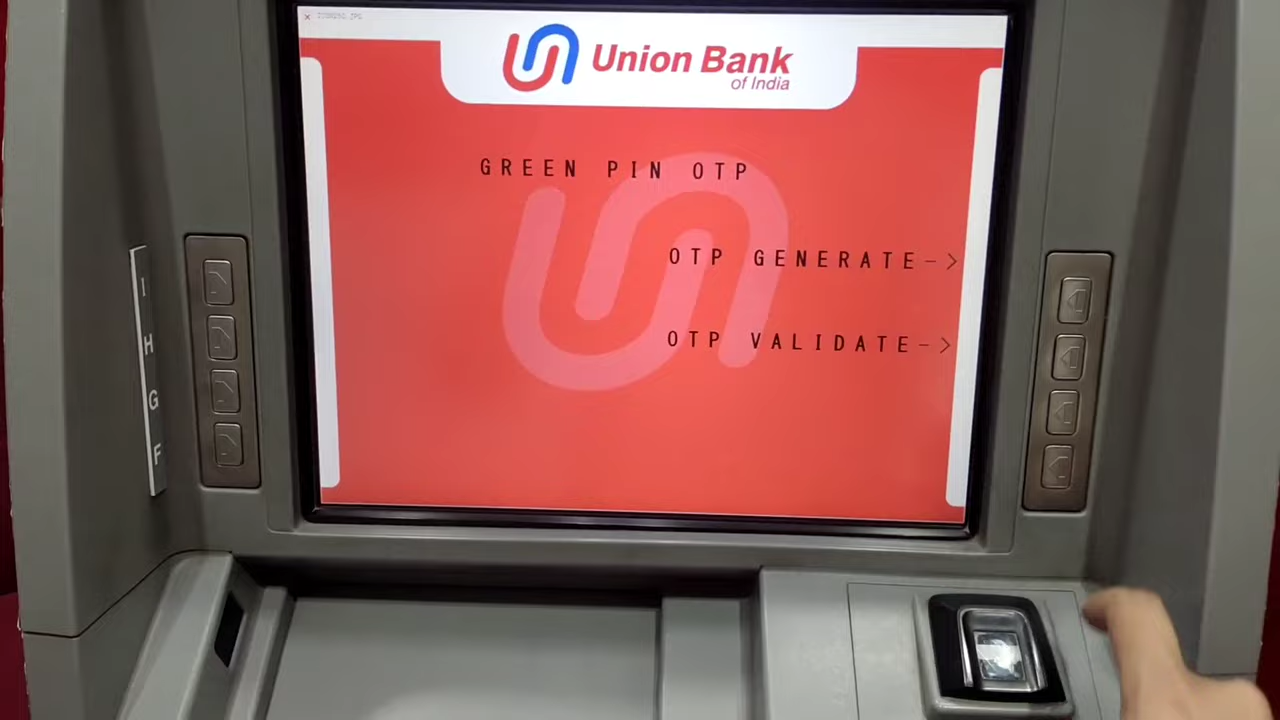 Union Bank
of India
GREEN PIN OTP
OTP GENERATE->
OTP VALIDATE->
I
H
G
F